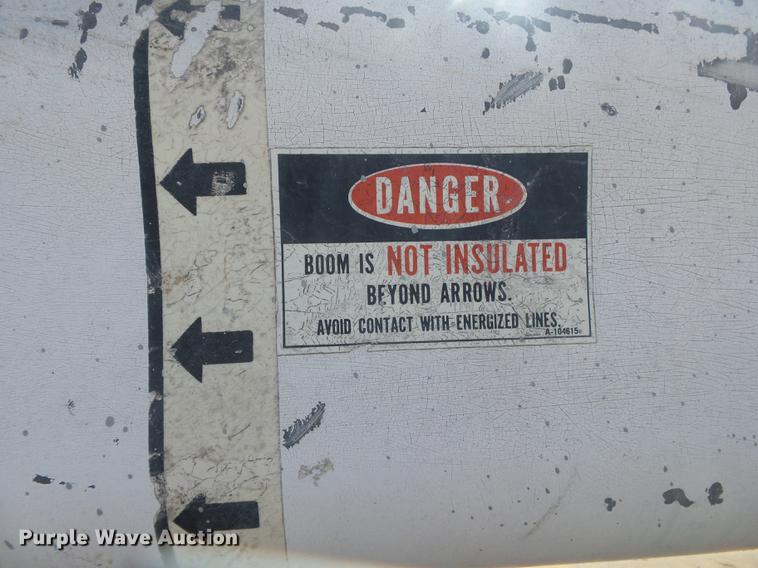 DANGER
BOOM IS NOT INSULATED
BEYOND ARROWS.
AVOID CONTACT WITH ENERGIZED LINES.
A-104615
Purple Wave Auction